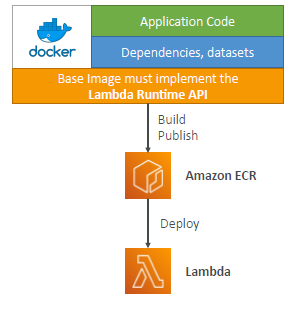 Application Code
docker
Dependencies, datasets
Base Image must implement the
Lambda Runtime API
Build
Publish
Amazon ECR
Deploy
Lambda